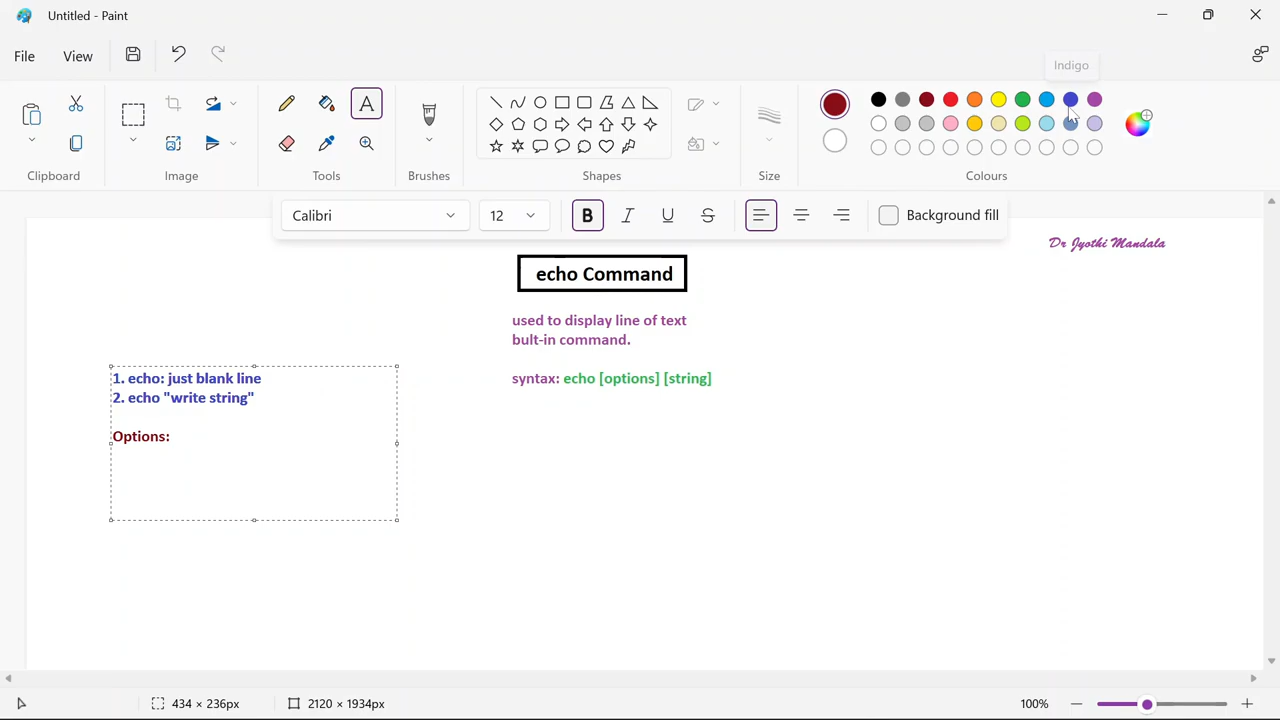 Untitled - Paint
File
View
Indigo
Clipboard
Image
Tools
Brushes
Shapes
Size
Colours
Calibri
12
B
I
U
S
Background fill
Dr Jyothi Mandala
echo Command
used to display line of text
bult-in command.
syntax: echo [options] [string]
1. echo: just blank line
2. echo "write string"
Options:
434 × 236px
2120 × 1934px
100%